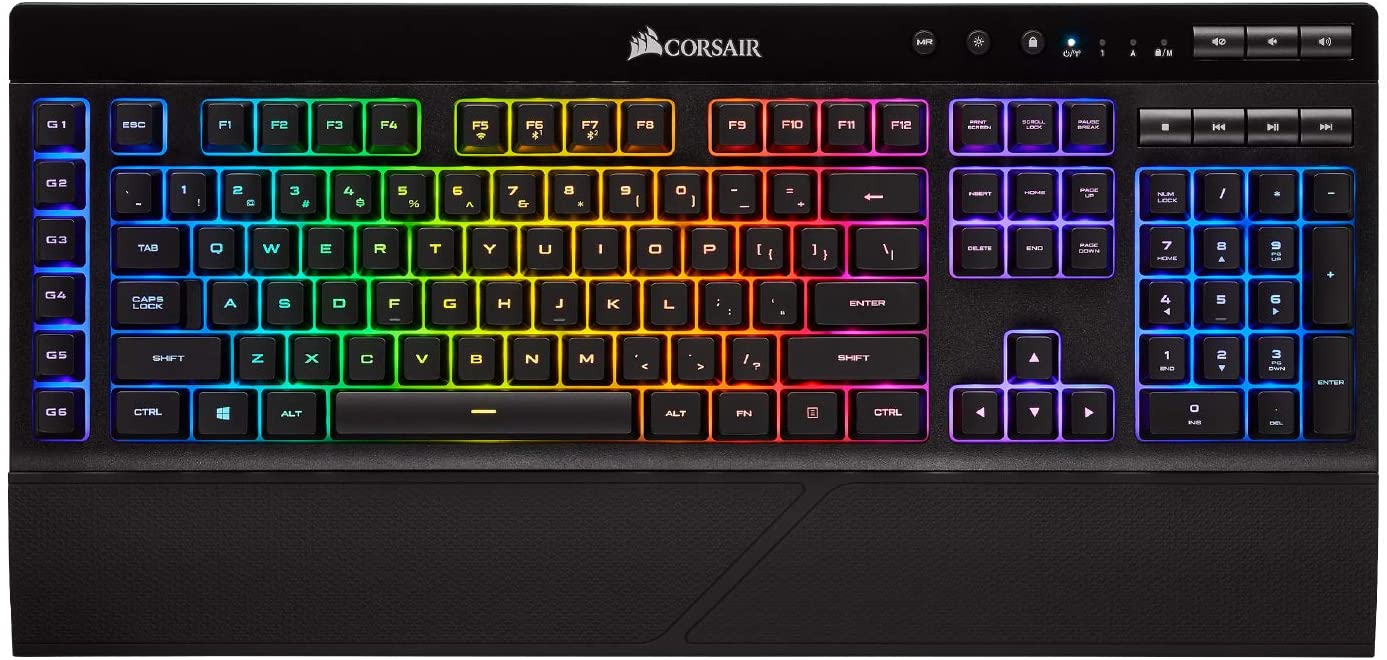 CORSAIR
MR
1 A /M
G1 ESC F1 F2 F3 F4 F5 F6 1 F7 2 F8 F9 F10 F11 F12 PRINT SCREEN SCROLL LOCK PAUSE BREAK
G2 ` ~ 1 ! 2 @ 3 # 4 $ 5 % 6 ^ 7 & 8 * 9 ( 0 ) - _ = + ← INSERT HOME PAGE UP NUM LOCK / * -
G3 TAB Q W E R T Y U I O P [ { ] } \ | DELETE END PAGE DOWN 7 HOME 8 ▲ 9 PG UP +
G4 CAPS LOCK A S D F G H J K L ; : ' " ENTER 4 ◄ 5 6 ►
G5 SHIFT Z X C V B N M , < . > / ? SHIFT ▲ 1 END 2 ▼ 3 PG DWN ENTER
G6 CTRL ALT ALT FN CTRL ◄ ▼ ► 0 INS . DEL